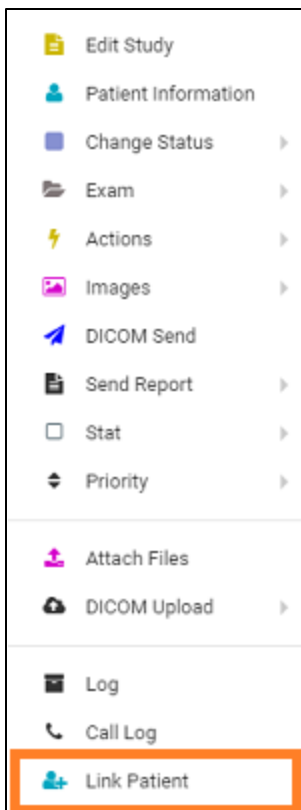 Edit Study
Patient Information
Change Status
Exam
Actions
Images
DICOM Send
Send Report
Stat
Priority
Attach Files
DICOM Upload
Log
Call Log
Link Patient